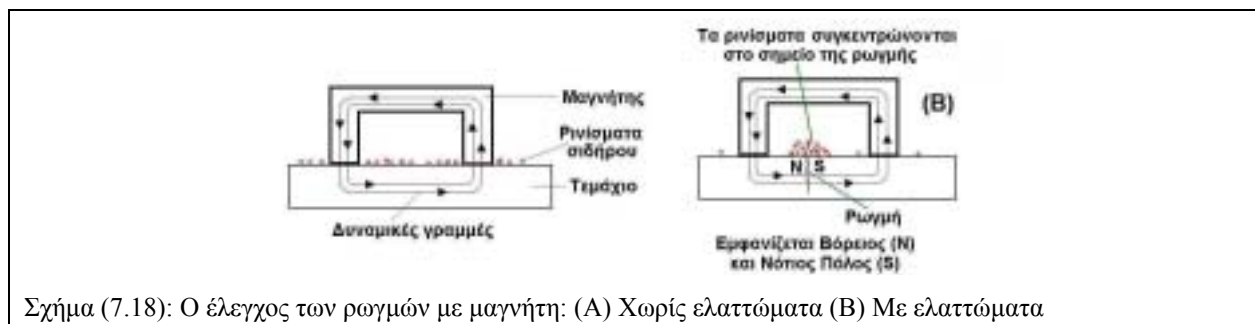 Μαγνήτης
Ρινίσματα
σιδήρου
Τεμάχιο
Δυναμικές γραμμές
Τα ρινίσματα συγκεντρώνονται
στο σημείο της ρωγμής
(Β)
N S
Ρωγμή
Εμφανίζεται Βόρειος (Ν)
και Νότιος Πόλος (S)
Σχήμα (7.18): Ο έλεγχος των ρωγμών με μαγνήτη: (Α) Χωρίς ελαττώματα (Β) Με ελαττώματα